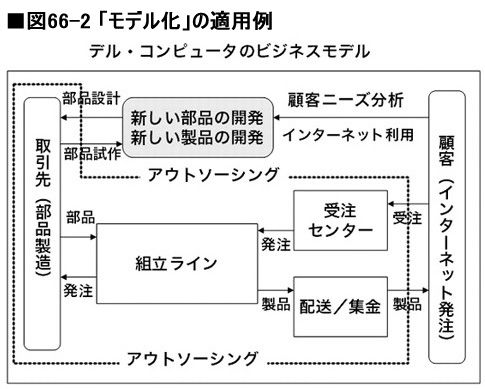 ■図66-2 「モデル化」の適用例
デル・コンピュータのビジネスモデル
部品設計
新しい部品の開発
新しい製品の開発
顧客ニーズ分析
インターネット利用
部品試作
アウトソーシング
取引先(部品製造)
顧客(インターネット発注)
部品
発注
組立ライン
発注
受注
センター
受注
製品
配送/集金
製品
アウトソーシング